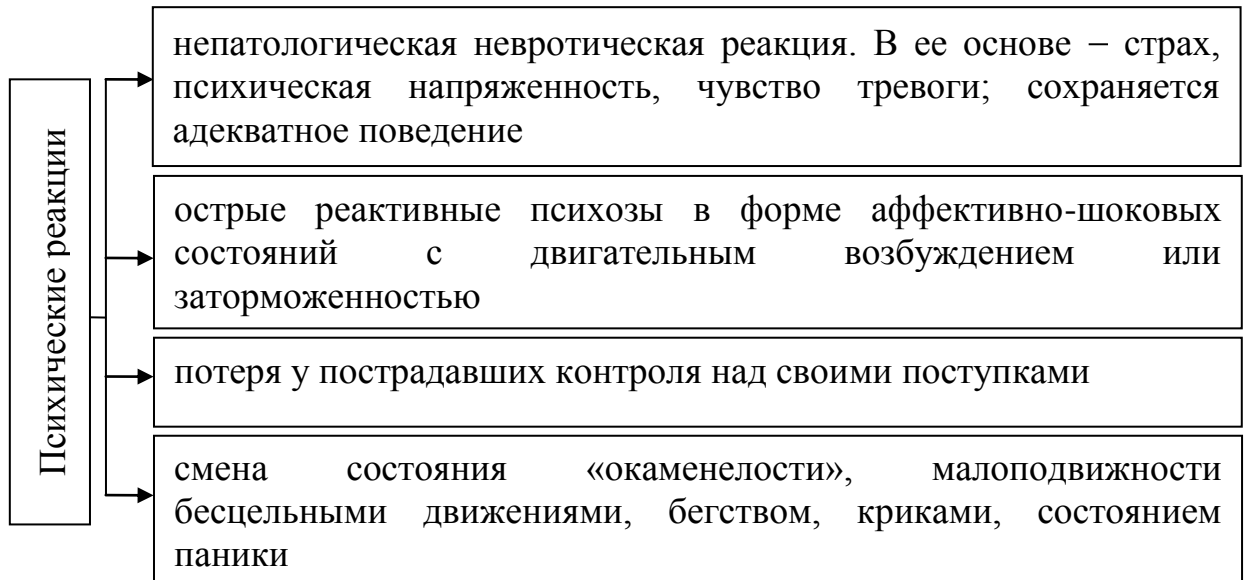 Психические реакции
непатологическая невротическая реакция. В ее основе – страх,
психическая напряженность, чувство тревоги; сохраняется
адекватное поведение
острые реактивные психозы в форме аффективно-шоковых
состояний с двигательным возбуждением или
заторможенностью
потеря у пострадавших контроля над своими поступками
смена состояния «окаменелости», малоподвижности
бесцельными движениями, бегством, криками, состоянием
паники